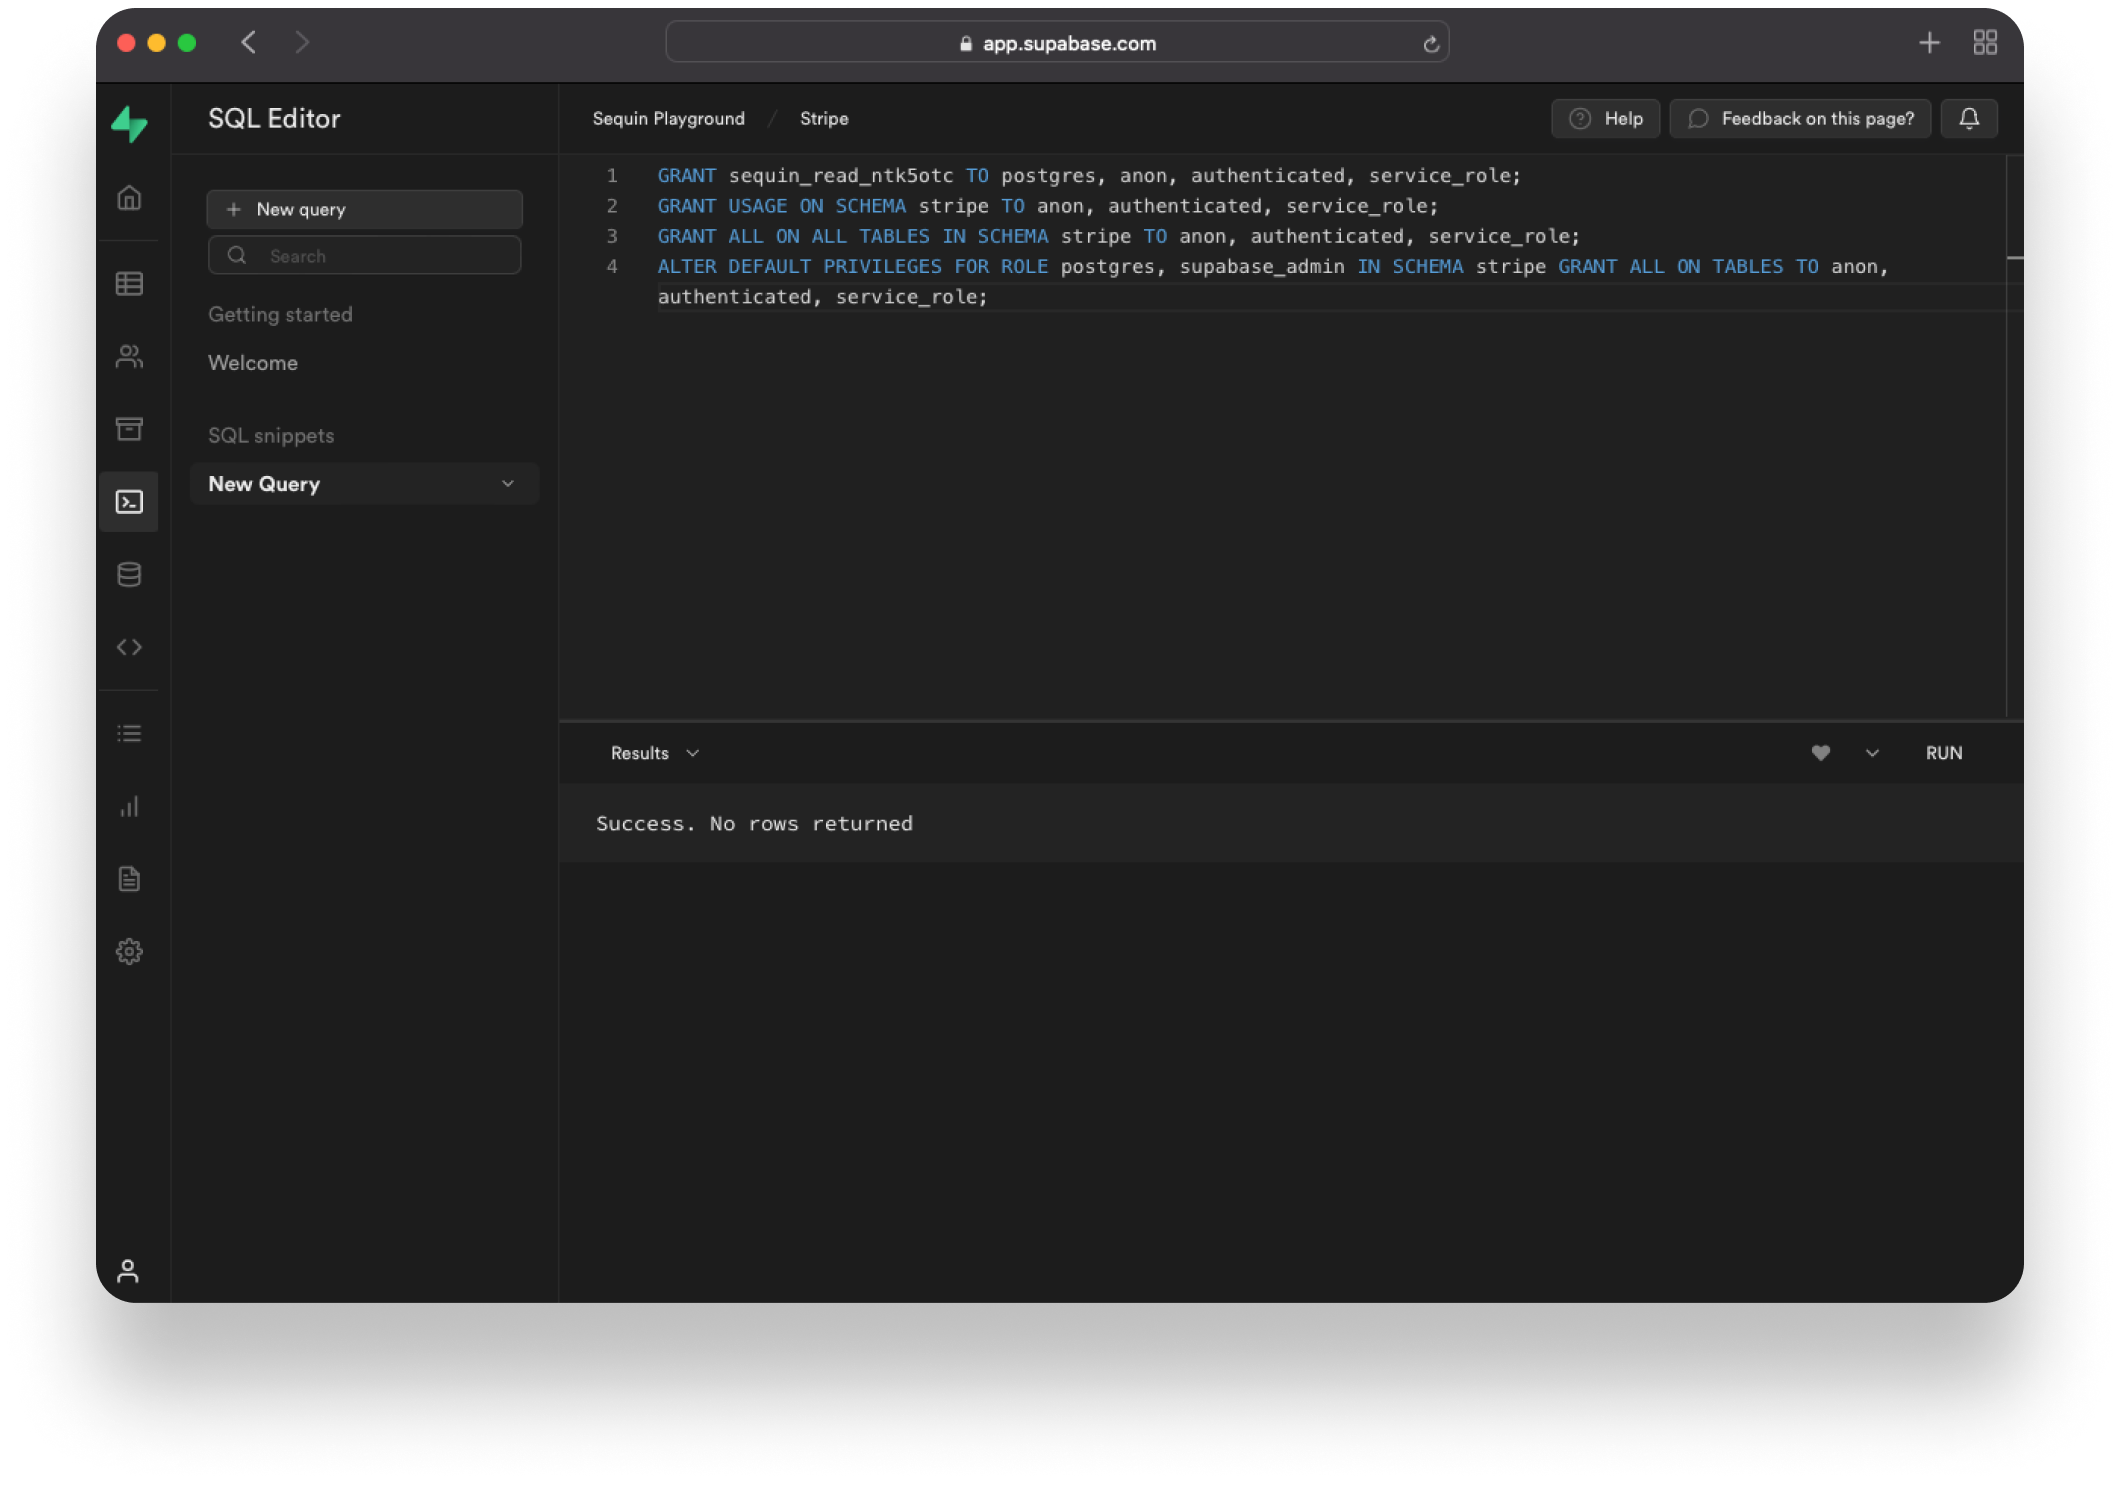 app.supabase.com
SQL Editor
Sequin Playground / Stripe
Help
Feedback on this page?
+ New query
Search
Getting started
Welcome
SQL snippets
New Query
1 GRANT sequin_read_ntk5otc TO postgres, anon, authenticated, service_role;
2 GRANT USAGE ON SCHEMA stripe TO anon, authenticated, service_role;
3 GRANT ALL ON ALL TABLES IN SCHEMA stripe TO anon, authenticated, service_role;
4 ALTER DEFAULT PRIVILEGES FOR ROLE postgres, supabase_admin IN SCHEMA stripe GRANT ALL ON TABLES TO anon,
authenticated, service_role;
Results
RUN
Success. No rows returned